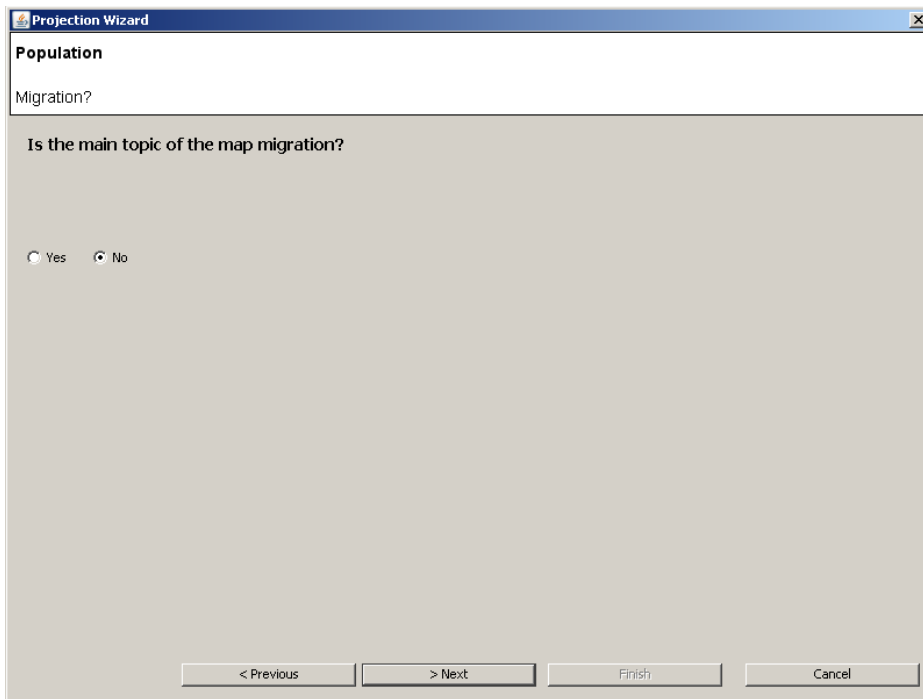 Projection Wizard
Population
Migration?
Is the main topic of the map migration?
Yes No
< Previous > Next Finish Cancel